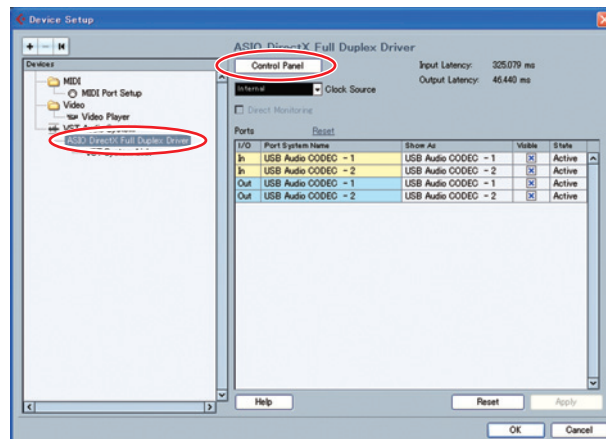 Device Setup
Devices
MIDI
MIDI Port Setup
Video
Video Player
VST Audio System
ASIO DirectX Full Duplex Driver
ASIO DirectX Full Duplex Driver
Control Panel
Input Latency: 325.079 ms
Output Latency: 46.440 ms
Internal
Clock Source
Direct Monitoring
Ports Reset
I/O Port System Name Show As Visible State
In USB Audio CODEC - 1 USB Audio CODEC - 1 Active
In USB Audio CODEC - 2 USB Audio CODEC - 2 Active
Out USB Audio CODEC - 1 USB Audio CODEC - 1 Active
Out USB Audio CODEC - 2 USB Audio CODEC - 2 Active
Help Reset Apply
OK Cancel